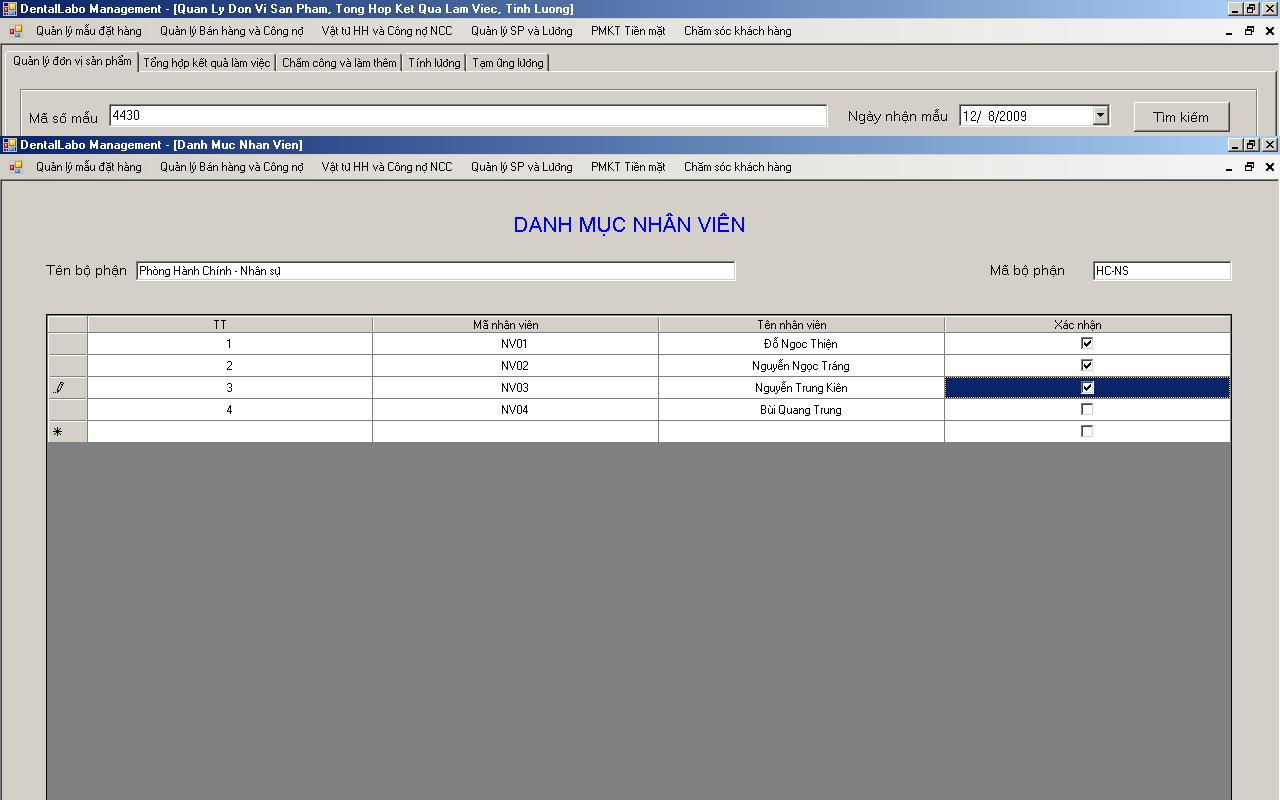 DentalLabo Management - [Quan Ly Don Vi San Pham, Tong Hop Ket Qua Lam Viec, Tinh Luong]
Quản lý mẫu đặt hàng Quản lý Bán hàng và Công nợ Vật tư HH và Công nợ NCC Quản lý SP và Lương PMKT Tiền mặt Chăm sóc khách hàng
Quản lý đơn vị sản phẩm Tổng hợp kết quả làm việc Chấm công và làm thêm Tính lương Tạm ứng lương
Mã số mẫu 4430 Ngày nhận mẫu 12/ 8/2009 Tìm kiếm
DentalLabo Management - [Danh Muc Nhan Vien]
Quản lý mẫu đặt hàng Quản lý Bán hàng và Công nợ Vật tư HH và Công nợ NCC Quản lý SP và Lương PMKT Tiền mặt Chăm sóc khách hàng
DANH MỤC NHÂN VIÊN
Tên bộ phận Phòng Hành Chính - Nhân sự Mã bộ phận HC-NS
TT Mã nhân viên Tên nhân viên Xác nhận
1 NV01 Đỗ Ngọc Thiện
2 NV02 Nguyễn Ngọc Tráng
3 NV03 Nguyễn Trung Kiên
4 NV04 Bùi Quang Trung